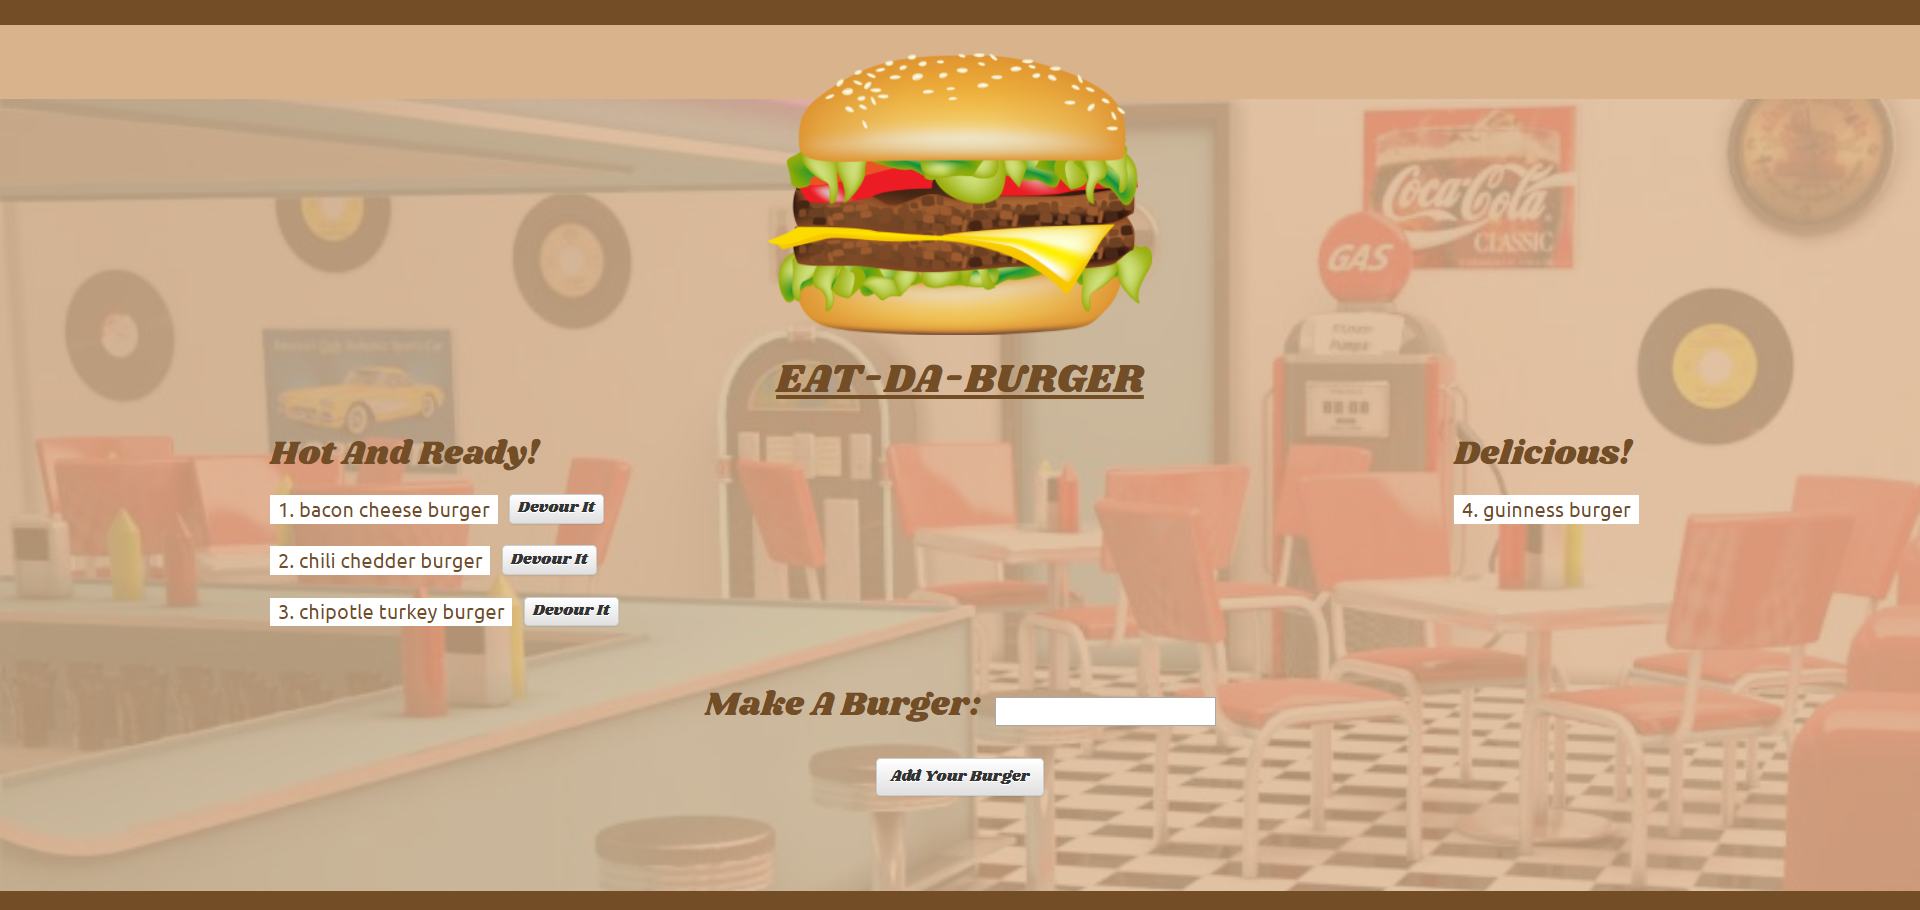 Coca-Cola
CLASSIC
GAS
EAT-DA-BURGER
Hot And Ready!
1. bacon cheese burger
Devour It
2. chili chedder burger
Devour It
3. chipotle turkey burger
Devour It
Delicious!
4. guinness burger
Make A Burger:
Add Your Burger